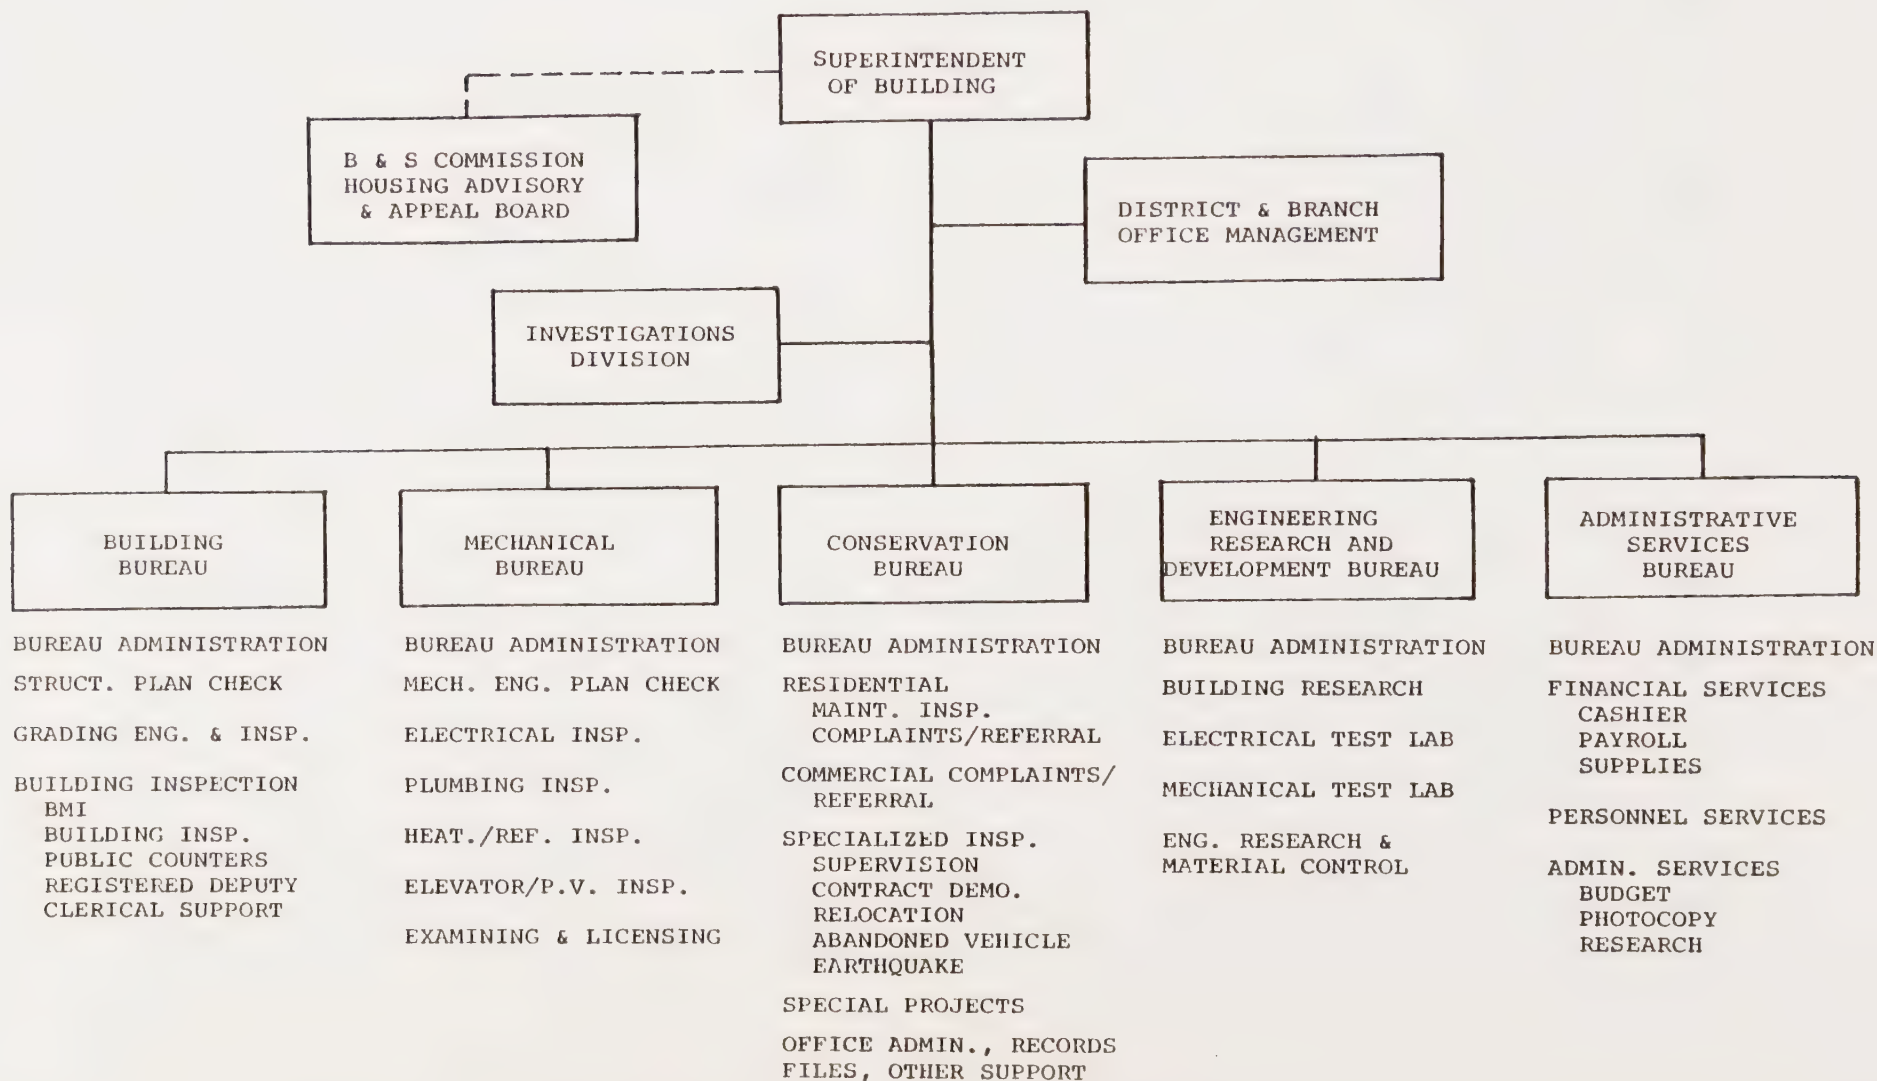 SUPERINTENDENT
OF BUILDING
B & S COMMISSION
HOUSING ADVISORY
& APPEAL BOARD
DISTRICT & BRANCH
OFFICE MANAGEMENT
INVESTIGATIONS
DIVISION
BUILDING
BUREAU
MECHANICAL
BUREAU
CONSERVATION
BUREAU
ENGINEERING
RESEARCH AND
DEVELOPMENT BUREAU
ADMINISTRATIVE
SERVICES
BUREAU
BUREAU ADMINISTRATION
STRUCT. PLAN CHECK
GRADING ENG. & INSP.
BUILDING INSPECTION
BMI
BUILDING INSP.
PUBLIC COUNTERS
REGISTERED DEPUTY
CLERICAL SUPPORT
BUREAU ADMINISTRATION
MECH. ENG. PLAN CHECK
ELECTRICAL INSP.
PLUMBING INSP.
HEAT./REF. INSP.
ELEVATOR/P.V. INSP.
EXAMINING & LICENSING
BUREAU ADMINISTRATION
RESIDENTIAL
MAINT. INSP.
COMPLAINTS/REFERRAL
COMMERCIAL COMPLAINTS/
REFERRAL
SPECIALIZED INSP.
SUPERVISION
CONTRACT DEMO.
RELOCATION
ABANDONED VEHICLE
EARTHQUAKE
SPECIAL PROJECTS
OFFICE ADMIN., RECORDS
FILES, OTHER SUPPORT
BUREAU ADMINISTRATION
BUILDING RESEARCH
ELECTRICAL TEST LAB
MECHANICAL TEST LAB
ENG. RESEARCH &
MATERIAL CONTROL
BUREAU ADMINISTRATION
FINANCIAL SERVICES
CASHIER
PAYROLL
SUPPLIES
PERSONNEL SERVICES
ADMIN. SERVICES
BUDGET
PHOTOCOPY
RESEARCH